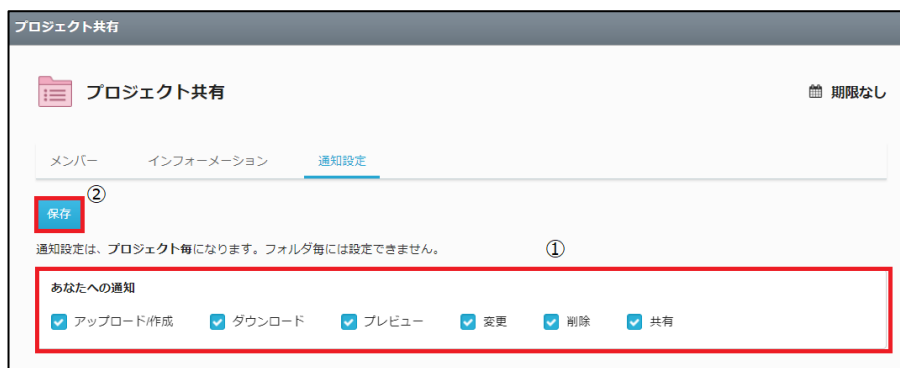 プロジェクト共有
プロジェクト共有
期限なし
メンバー インフォーメーション 通知設定
②
保存
通知設定は、プロジェクト毎になります。フォルダ毎には設定できません。 ①
あなたへの通知
アップロード/作成 ダウンロード プレビュー 変更 削除 共有